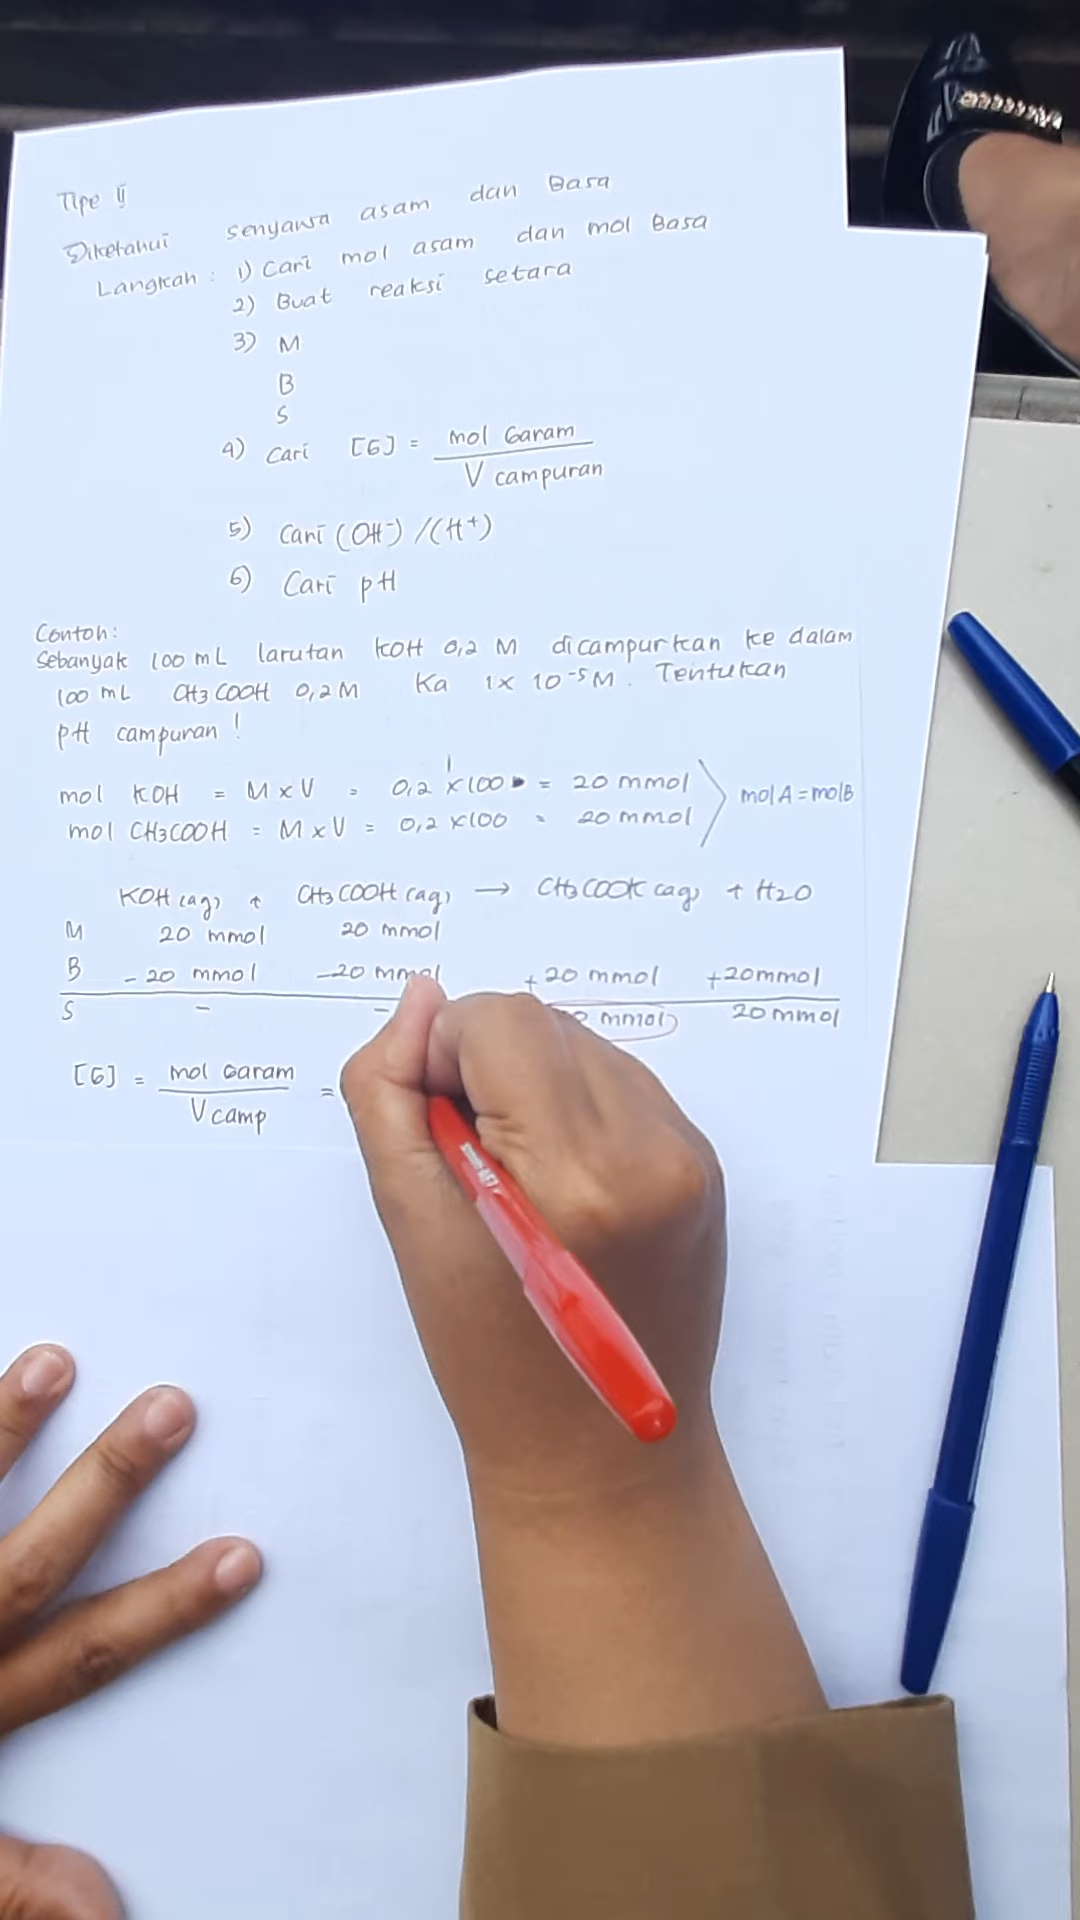 Tipe II
Diketahui senyawa asam dan Basa
Langkah : 1) Cari mol asam dan mol Basa
2) Buat reaksi setara
3) M
B
S
4) Cari [G] = mol Garam
V campuran
5) Cari (OH-) /(H+)
6) Cari pH
Contoh:
Sebanyak 100 mL larutan KOH 0,2 M dicampurkan ke dalam
100 mL CH3COOH 0,2 M Ka 1 x 10-5 M. Tentukan
pH campuran !
mol KOH = M x V = 0,2 x 100 = 20 mmol
mol CH3COOH = M x V = 0,2 x 100 = 20 mmol
mol A = mol B
KOH (aq) + CH3COOH (aq) → CH3COOK (aq) + H2O
M 20 mmol 20 mmol
B - 20 mmol -20 mmol + 20 mmol +20 mmol
S - - mmol 20 mmol
[G] = mol Garam =
V camp